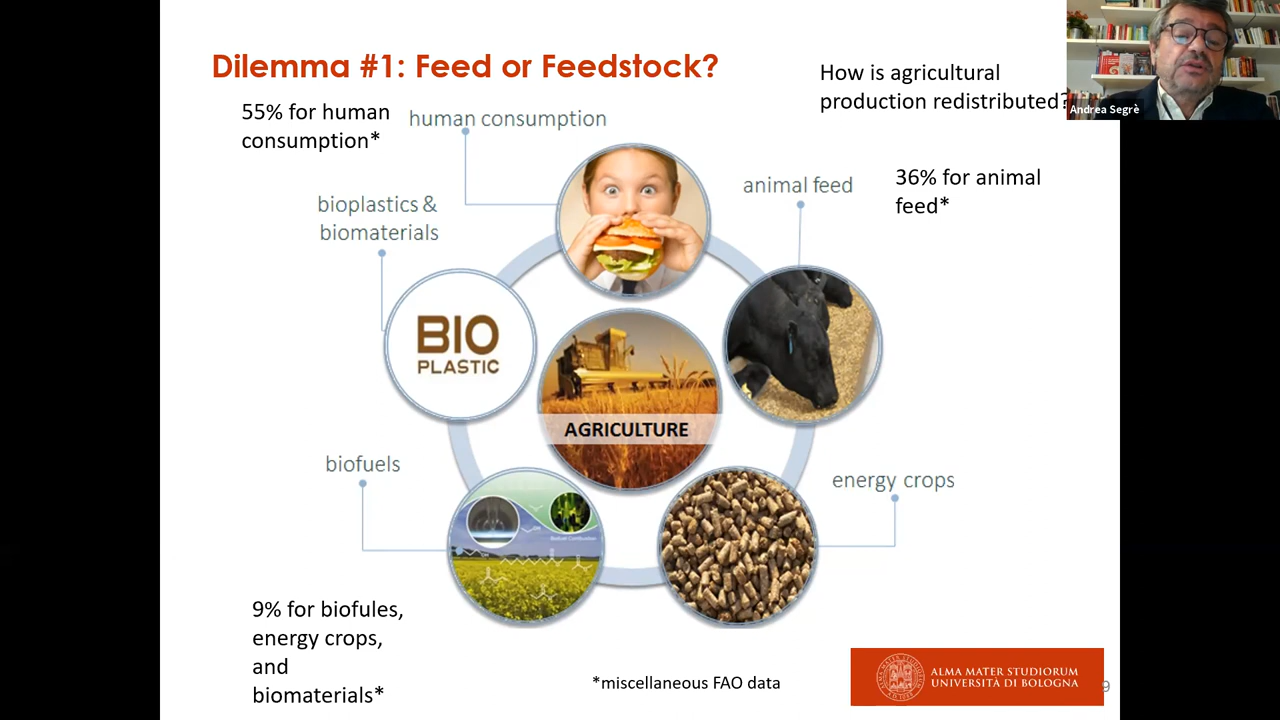 Dilemma #1: Feed or Feedstock?
How is agricultural
production redistributed?
Andrea Segrè
55% for human
consumption*
human consumption
animal feed
36% for animal
feed*
bioplastics &
biomaterials
BIO
PLASTIC
AGRICULTURE
biofuels
energy crops
9% for biofules,
energy crops,
and
biomaterials*
*miscellaneous FAO data
ALMA MATER STUDIORUM
UNIVERSITÀ DI BOLOGNA
9